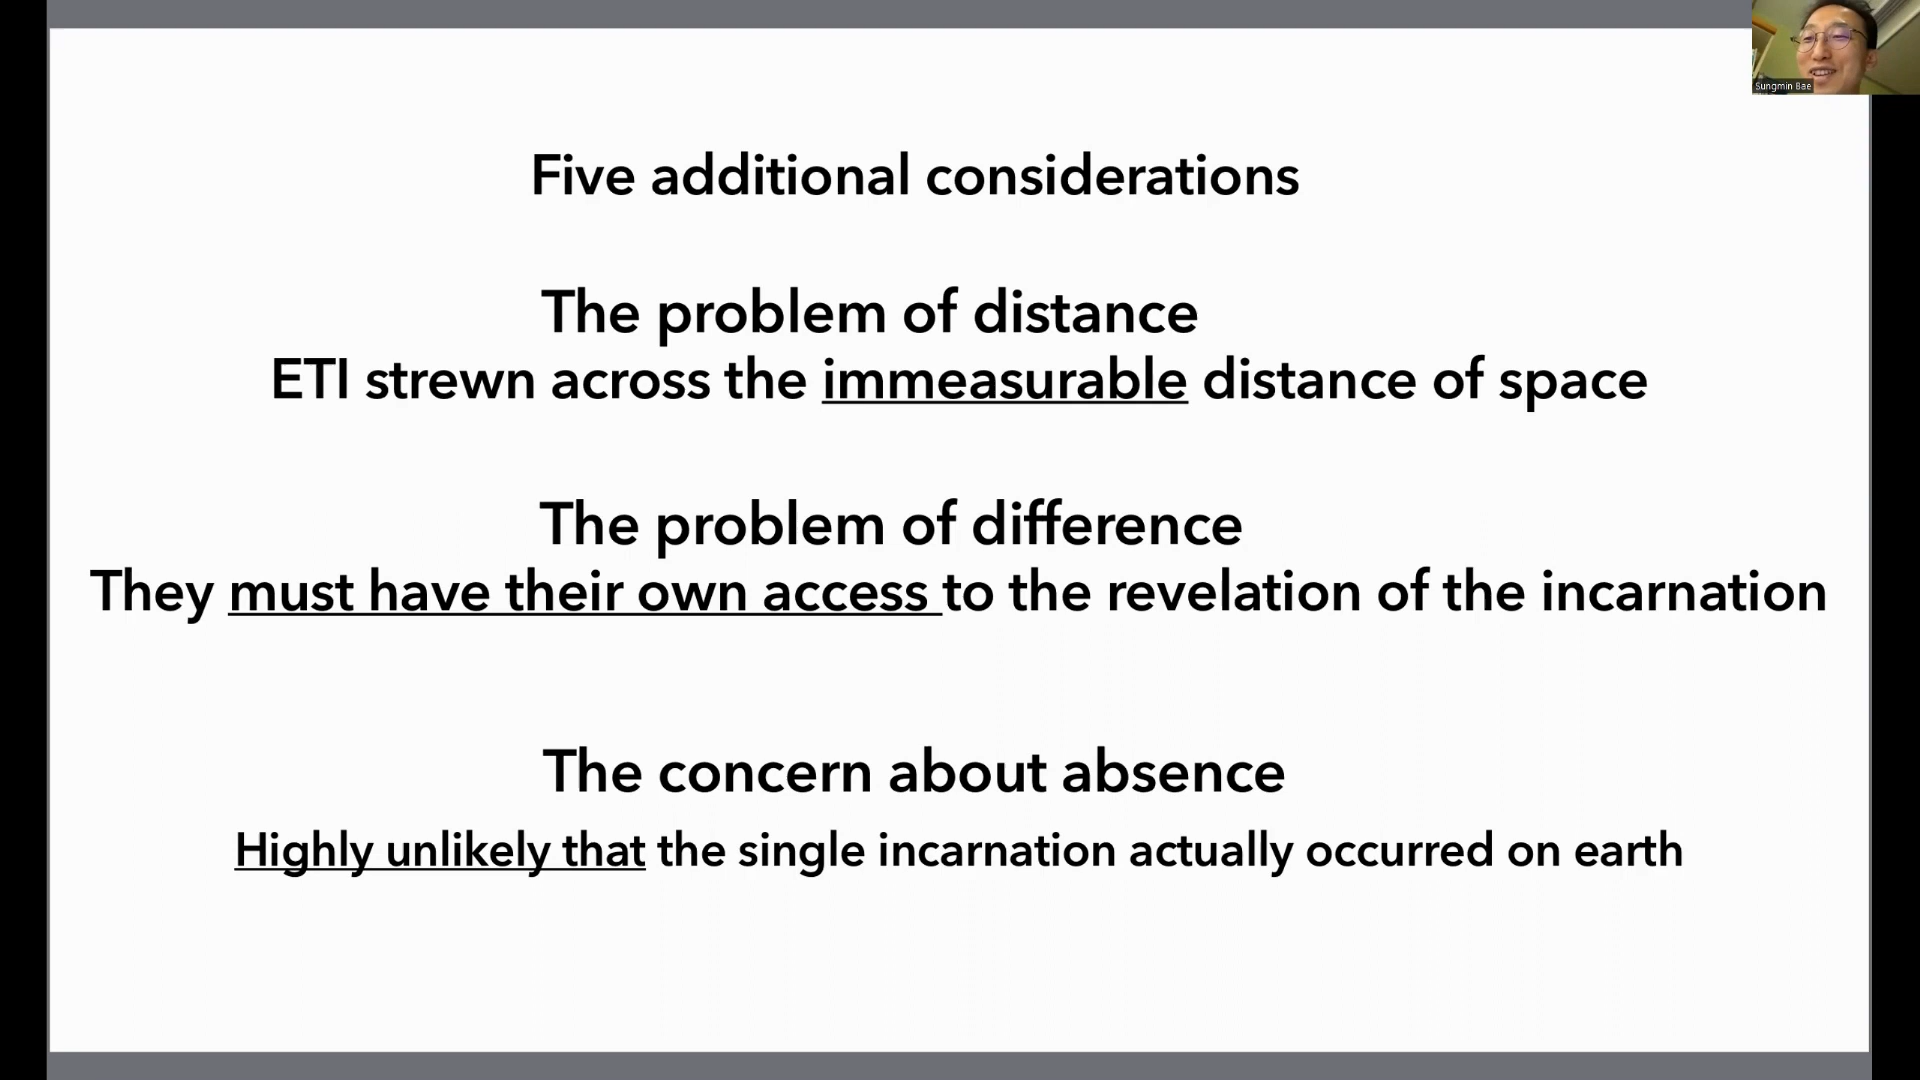 Sungmin Bae
Five additional considerations
The problem of distance
ETI strewn across the immeasurable distance of space
The problem of difference
They must have their own access to the revelation of the incarnation
The concern about absence
Highly unlikely that the single incarnation actually occurred on earth